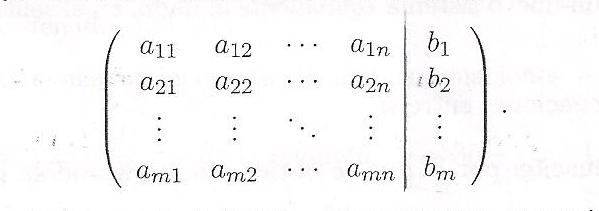 a₁₁ a₁₂ ⋯ a₁ₙ | b₁
a₂₁ a₂₂ ⋯ a₂ₙ | b₂
⋮ ⋮ ⋱ ⋮ | ⋮
aₘ₁ aₘ₂ ⋯ aₘₙ | bₘ .